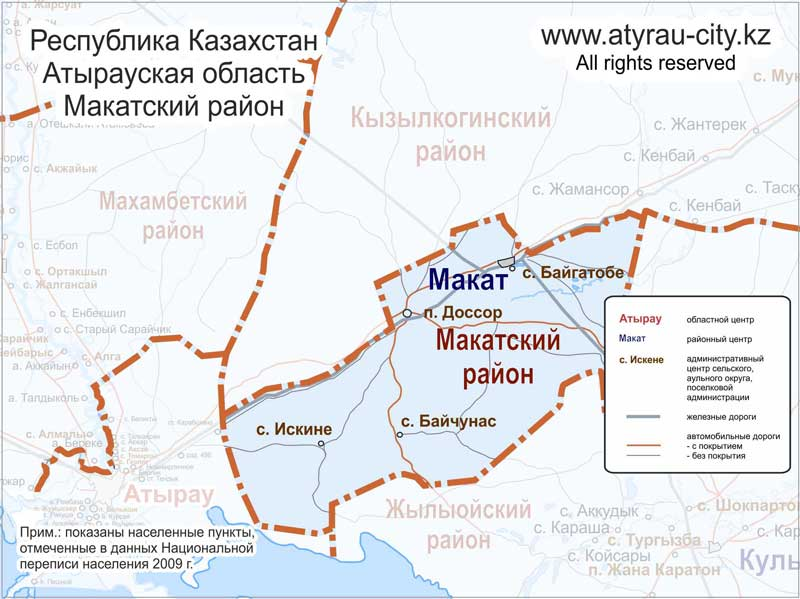 а. Жарсуат
Республика Казахстан
Атырауская область
Макатский район
www.atyrau-city.kz
All rights reserved
Кызылкогинский
район
с. Жантерек
с. Кенбай
с. Жамансор
с. Кенбай
а. Акжайык
Махамбетский
район
с. Есбол
с. Ортакшыл
с. Жалгансай
с. Енбекшил
с. Старый Сарайчик
с. Алга
а. Аккайын
а. Талдыколь
с. Алмалы
а. Береке
Макат
с. Байгатобе
п. Доссор
Макатский
район
с. Искине
с. Байчунас
Атырау
областной центр
Макат
районный центр
с. Искене
административный
центр сельского,
аульного округа,
поселковой
администрации
железные дороги
автомобильные дороги
- с покрытием
- без покрытия
Атырау
Жылыойский
район
с. Аккудык
с. Караша
с. Тургызба
с. Койсары
п. Жана Каратон
Прим.: показаны населенные пункты,
отмеченные в данных Национальной
переписи населения 2009 г.